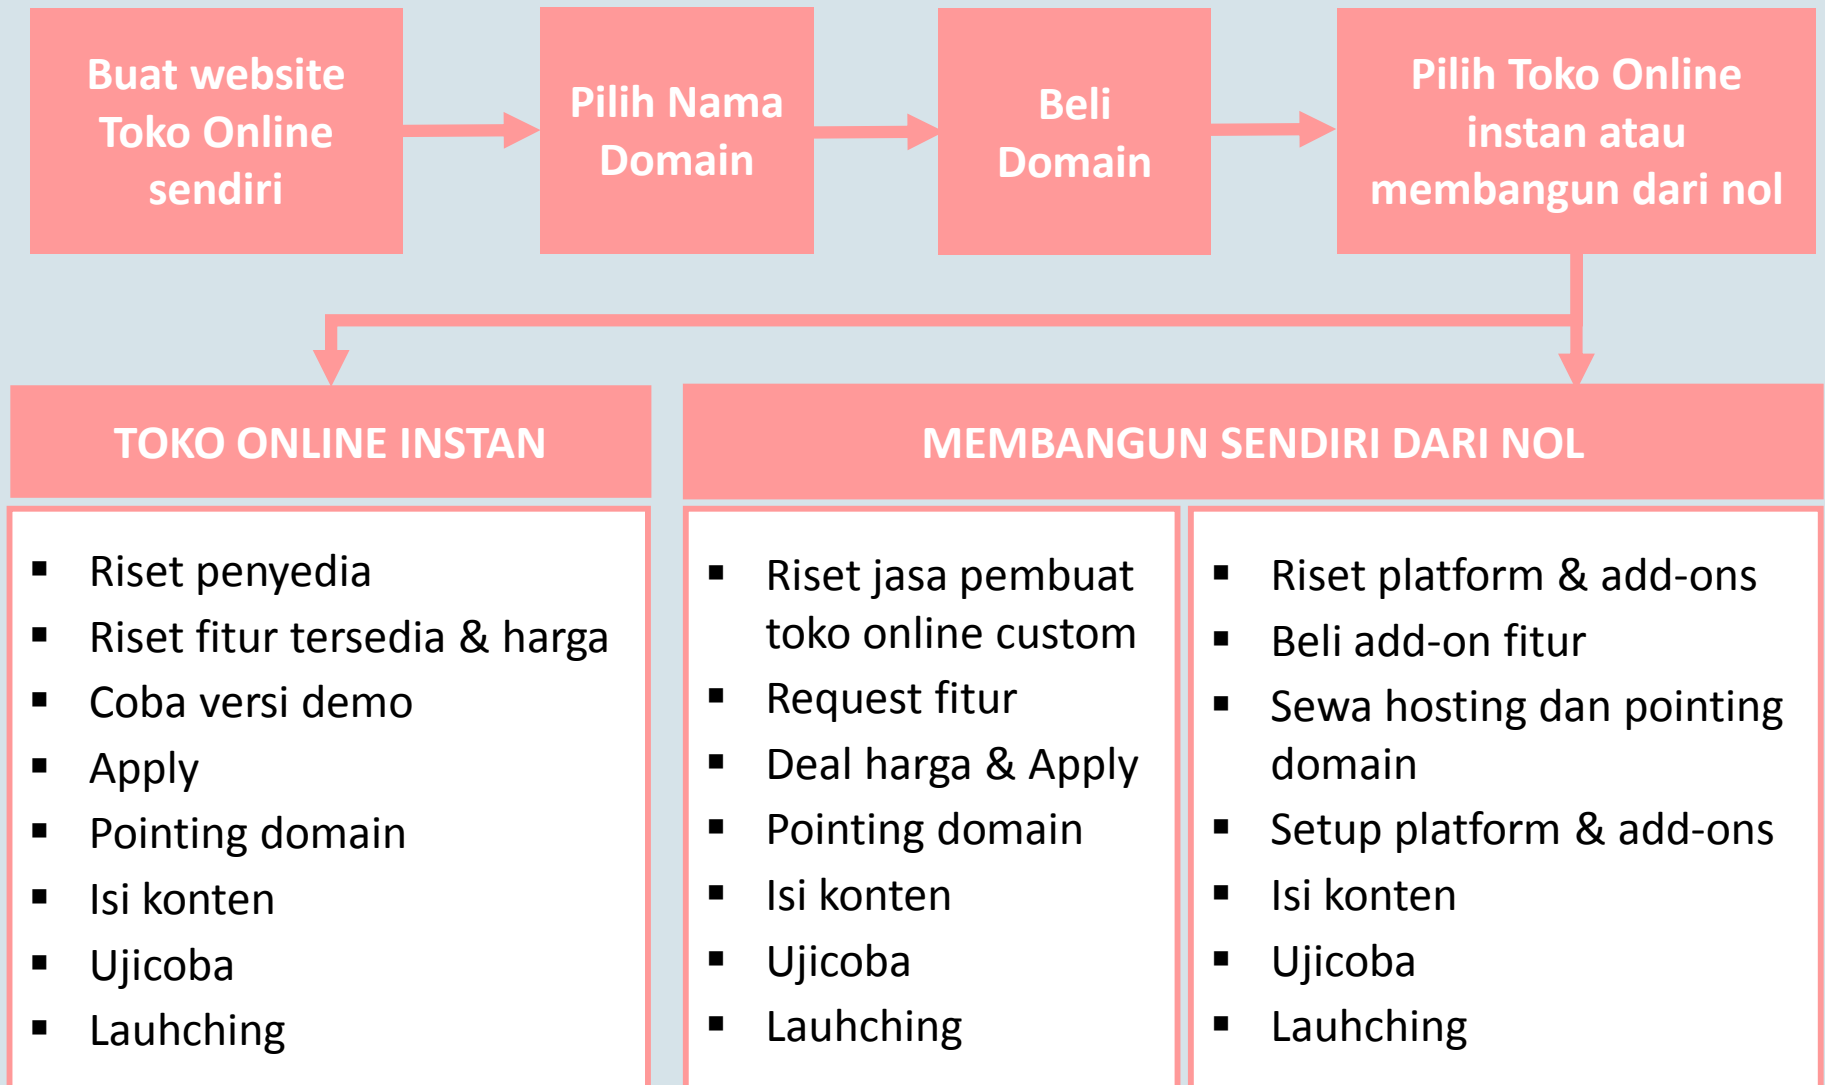 Buat website
Toko Online
sendiri
Pilih Nama
Domain
Beli
Domain
Pilih Toko Online
instan atau
membangun dari nol
TOKO ONLINE INSTAN
▪ Riset penyedia
▪ Riset fitur tersedia & harga
▪ Coba versi demo
▪ Apply
▪ Pointing domain
▪ Isi konten
▪ Ujicoba
▪ Lauhching
MEMBANGUN SENDIRI DARI NOL
▪ Riset jasa pembuat
toko online custom
▪ Request fitur
▪ Deal harga & Apply
▪ Pointing domain
▪ Isi konten
▪ Ujicoba
▪ Lauhching
▪ Riset platform & add-ons
▪ Beli add-on fitur
▪ Sewa hosting dan pointing
domain
▪ Setup platform & add-ons
▪ Isi konten
▪ Ujicoba
▪ Lauhching